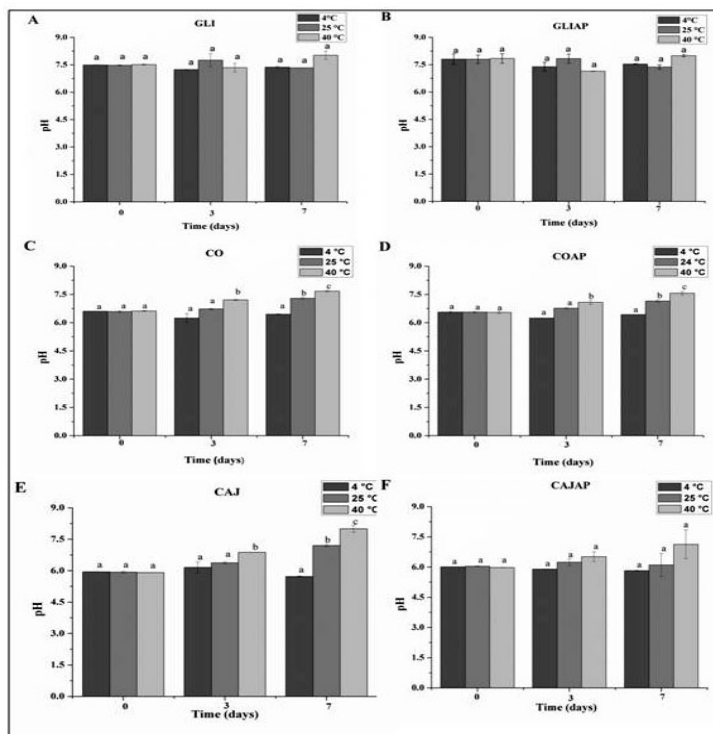 A
GLI
4°C
25 °C
40 °C
a a a a a a a a a
pH
9.0
7.5
6.0
4.5
3.0
1.5
0.0
0 3 7
Time (days)
B
GLIAP
4°C
25 °C
40 °C
a a a a a a a a a
pH
9.0
7.5
6.0
4.5
3.0
1.5
0.0
0 3 7
Time (days)
C
CO
4 °C
25 °C
40 °C
a a a a a b a b c
pH
9.0
7.5
6.0
4.5
3.0
1.5
0.0
0 3 7
Time (days)
D
COAP
4 °C
24 °C
40 °C
a a a a a b a b c
pH
9.0
7.5
6.0
4.5
3.0
1.5
0.0
0 3 7
Time (days)
E
CAJ
4 °C
25 °C
40 °C
a a a a a b a b c
pH
9.0
7.5
6.0
4.5
3.0
1.5
0.0
0 3 7
Time (days)
F
CAJAP
4 °C
25 °C
40 °C
a a a a a a a a a
pH
9.0
7.5
6.0
4.5
3.0
1.5
0.0
0 3 7
Time (days)